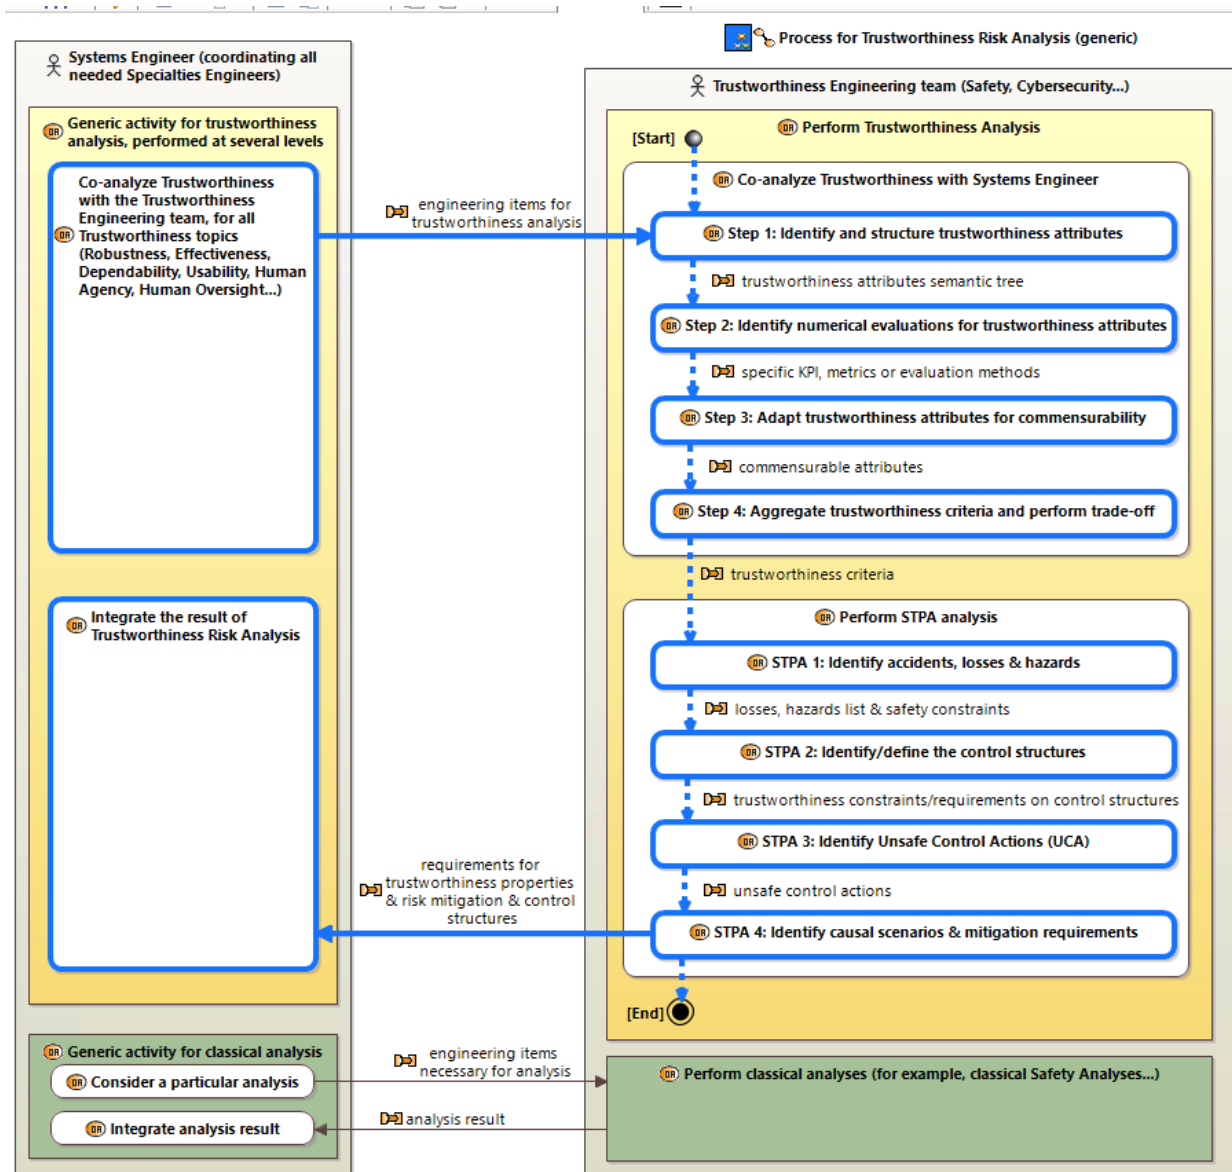 Process for Trustworthiness Risk Analysis (generic)
Systems Engineer (coordinating all
needed Specialties Engineers)
Generic activity for trustworthiness
analysis, performed at several levels
Co-analyze Trustworthiness
with the Trustworthiness
Engineering team, for all
Trustworthiness topics
(Robustness, Effectiveness,
Dependability, Usability, Human
Agency, Human Oversight...)
engineering items for
trustworthiness analysis
Trustworthiness Engineering team (Safety, Cybersecurity...)
Perform Trustworthiness Analysis
[Start]
Co-analyze Trustworthiness with Systems Engineer
Step 1: Identify and structure trustworthiness attributes
trustworthiness attributes semantic tree
Step 2: Identify numerical evaluations for trustworthiness attributes
specific KPI, metrics or evaluation methods
Step 3: Adapt trustworthiness attributes for commensurability
commensurable attributes
Step 4: Aggregate trustworthiness criteria and perform trade-off
trustworthiness criteria
Perform STPA analysis
STPA 1: Identify accidents, losses & hazards
losses, hazards list & safety constraints
STPA 2: Identify/define the control structures
trustworthiness constraints/requirements on control structures
STPA 3: Identify Unsafe Control Actions (UCA)
unsafe control actions
STPA 4: Identify causal scenarios & mitigation requirements
[End]
requirements for
trustworthiness properties
& risk mitigation & control
structures
Integrate the result of
Trustworthiness Risk Analysis
Generic activity for classical analysis
Consider a particular analysis
engineering items
necessary for analysis
Perform classical analyses (for example, classical Safety Analyses...)
analysis result
Integrate analysis result